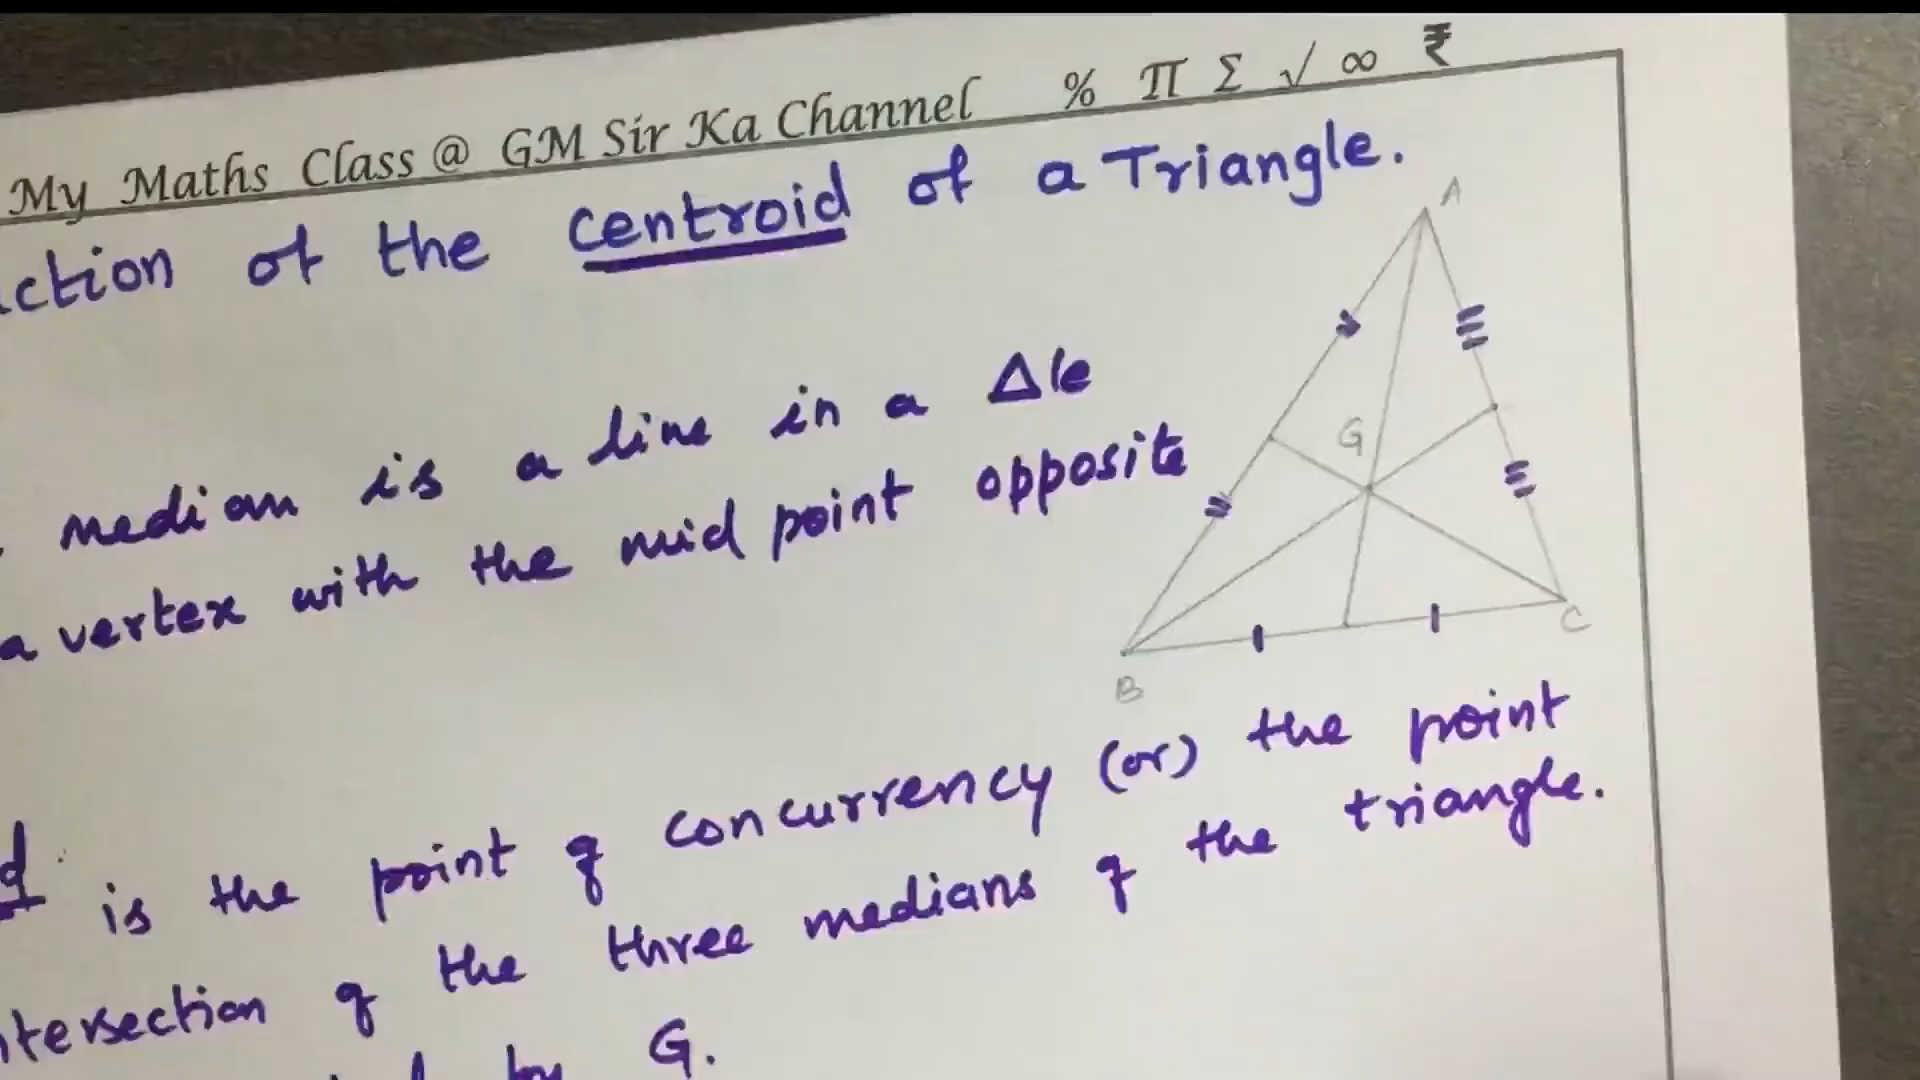 My Maths Class @ GM Sir Ka Channel % Π Σ √ ∞ ₹
ction of the Centroid of a Triangle.
A
median is a line in a Δle
a vertex with the mid point opposite
G
C
B
is the point of concurrency (or) the point
ntersection of the three medians of the triangle.
by G.